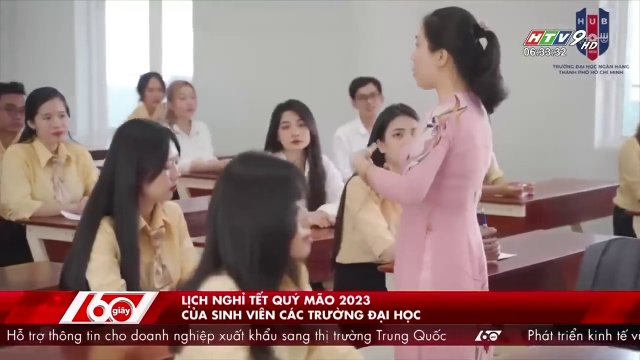 HUB
HTV9 HD
06:33:32
TRƯỜNG ĐẠI HỌC NGÂN HÀNG
THÀNH PHỐ HỒ CHÍ MINH
60 giây
LỊCH NGHỈ TẾT QUÝ MÃO 2023
CỦA SINH VIÊN CÁC TRƯỜNG ĐẠI HỌC
Hỗ trợ thông tin cho doanh nghiệp xuất khẩu sang thị trường Trung Quốc 60 Phát triển kinh tế v